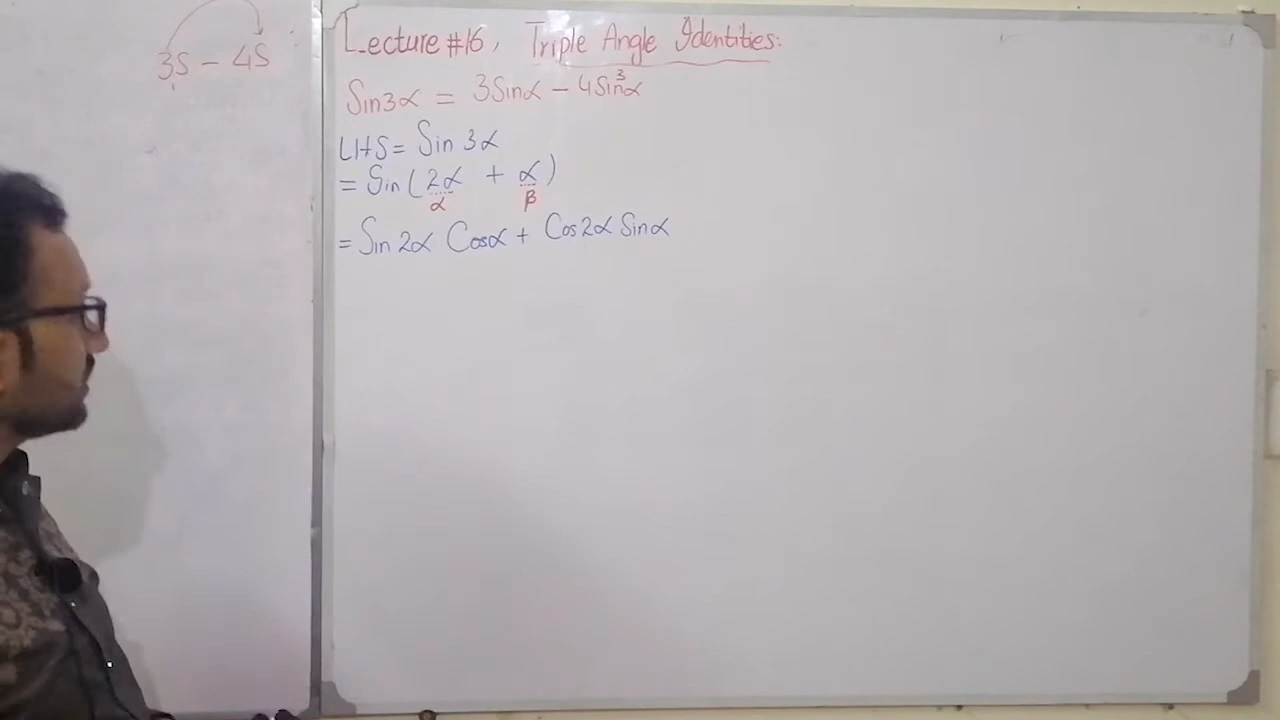 3S - 4S
Lecture #16, Triple Angle Identities:
Sin3α = 3Sinα - 4Sin³α
LHS = Sin 3α
= Sin (2α + α)
α β
= Sin 2α Cosα + Cos2α Sinα